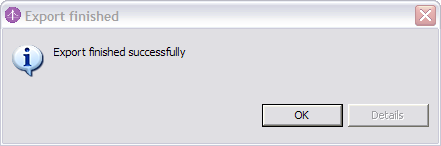 Export finished
Export finished successfully
OK
Details